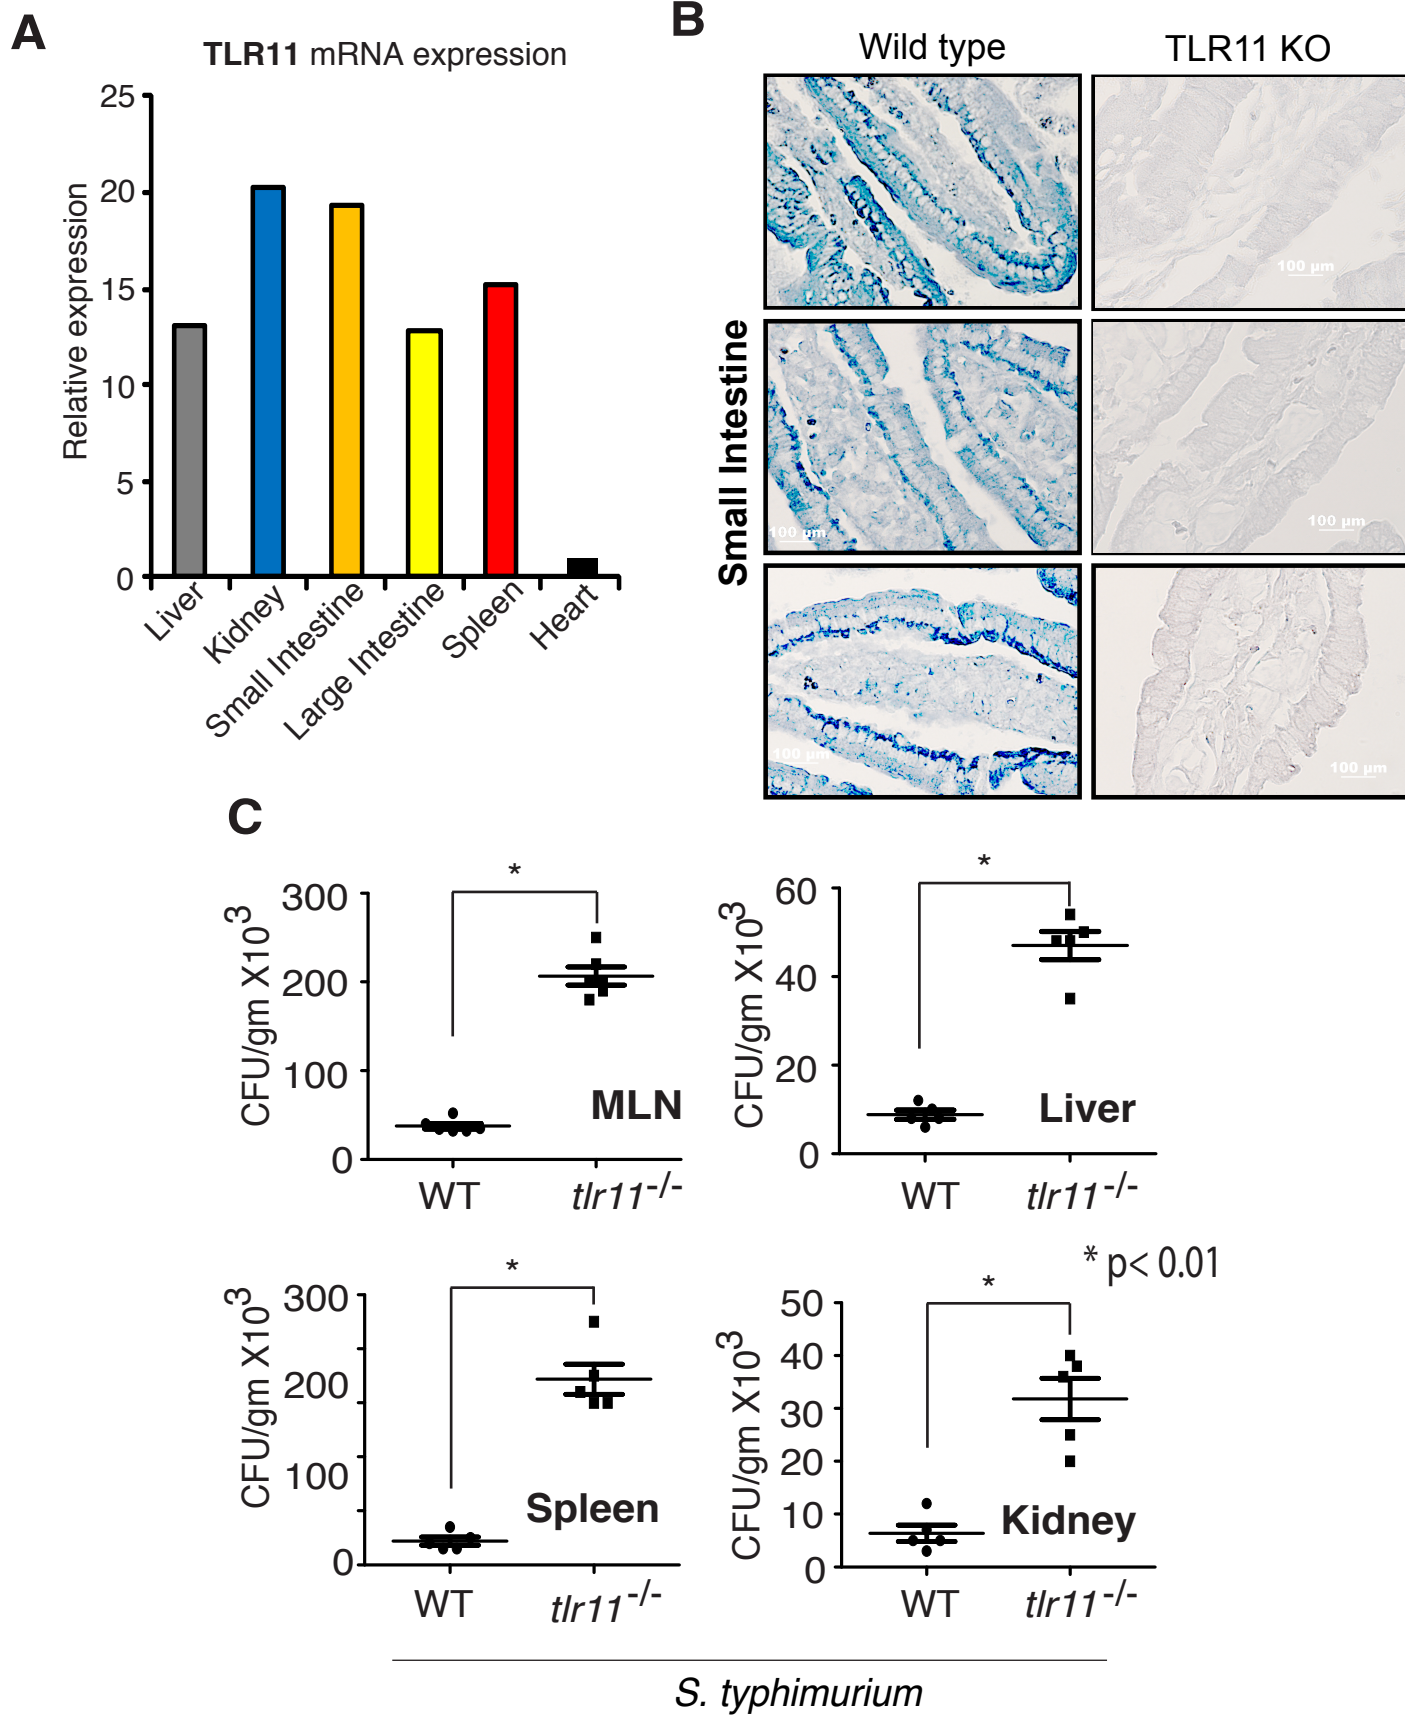 A
TLR11 mRNA expression
Relative expression
25
20
15
10
5
0
Liver
Kidney
Small Intestine
Large Intestine
Spleen
Heart
B
Wild type
TLR11 KO
Small Intestine
100 µm
100 µm
100 µm
100 µm
100 µm
C
CFU/gm X10³
300
200
100
0
*
MLN
WT
tlr11-/-
CFU/gm X10³
60
40
20
0
*
Liver
WT
tlr11-/-
* p< 0.01
CFU/gm X10³
300
200
100
0
*
Spleen
WT
tlr11-/-
CFU/gm X10³
50
40
30
20
10
0
*
Kidney
WT
tlr11-/-
S. typhimurium